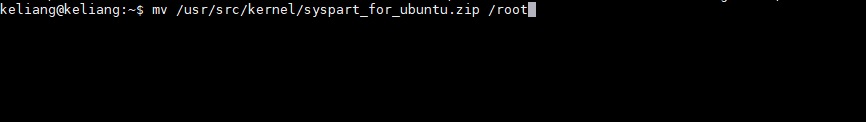 keliang@keliang:~$ mv /usr/src/kernel/syspart_for_ubuntu.zip /root